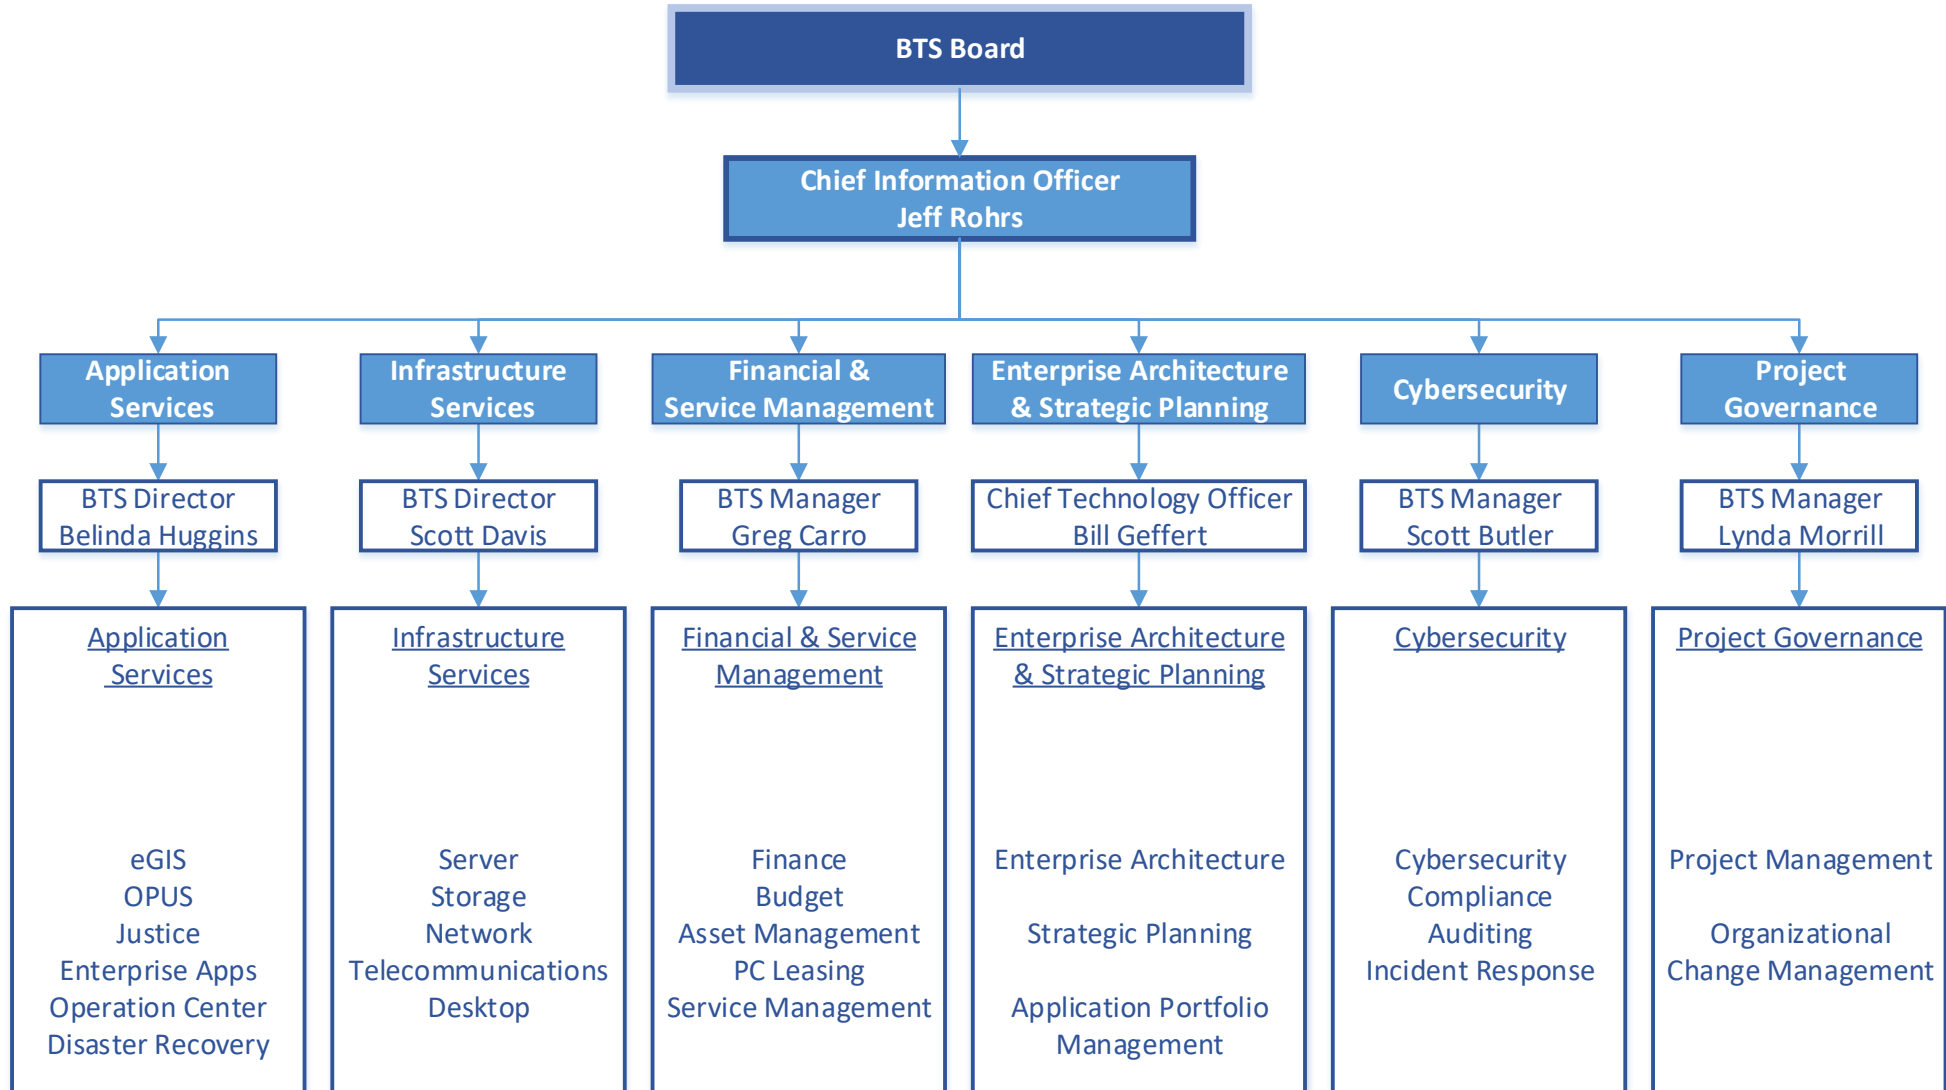 BTS Board
Chief Information Officer
Jeff Rohrs
Application
Services
Infrastructure
Services
Financial &
Service Management
Enterprise Architecture
& Strategic Planning
Cybersecurity
Project
Governance
BTS Director
Belinda Huggins
BTS Director
Scott Davis
BTS Manager
Greg Carro
Chief Technology Officer
Bill Geffert
BTS Manager
Scott Butler
BTS Manager
Lynda Morrill
Application
Services
eGIS
OPUS
Justice
Enterprise Apps
Operation Center
Disaster Recovery
Infrastructure
Services
Server
Storage
Network
Telecommunications
Desktop
Financial & Service
Management
Finance
Budget
Asset Management
PC Leasing
Service Management
Enterprise Architecture
& Strategic Planning
Enterprise Architecture
Strategic Planning
Application Portfolio
Management
Cybersecurity
Cybersecurity
Compliance
Auditing
Incident Response
Project Governance
Project Management
Organizational
Change Management